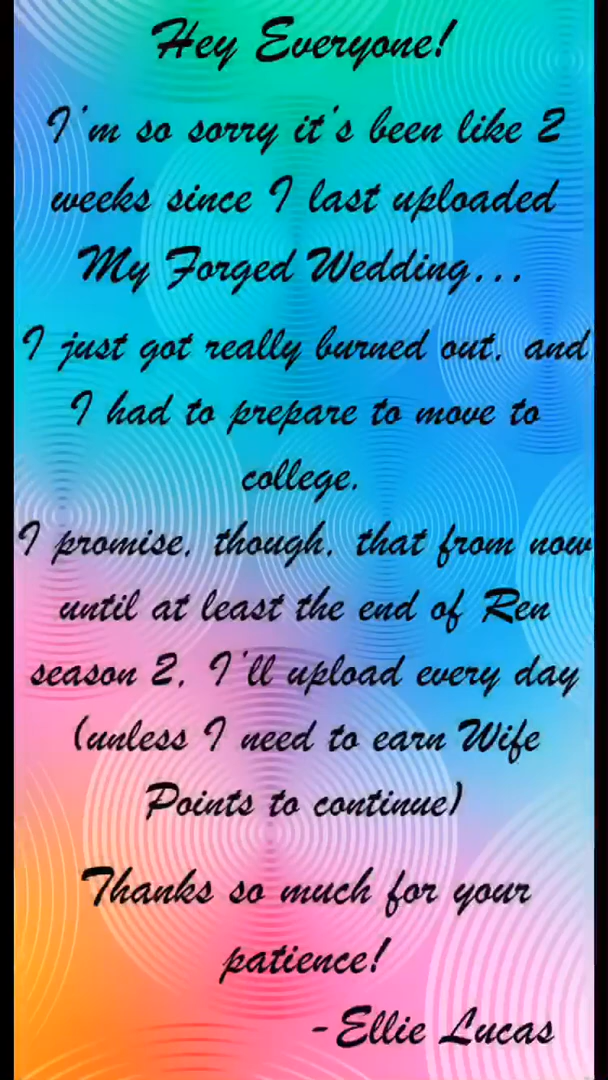 Hey Everyone!
I'm so sorry it's been like 2
weeks since I last uploaded
My Forged Wedding...
I just got really burned out, and
I had to prepare to move to
college.
I promise, though, that from now
until at least the end of Ren
season 2, I'll upload every day
(unless I need to earn Wife
Points to continue)
Thanks so much for your
patience!
-Ellie Lucas